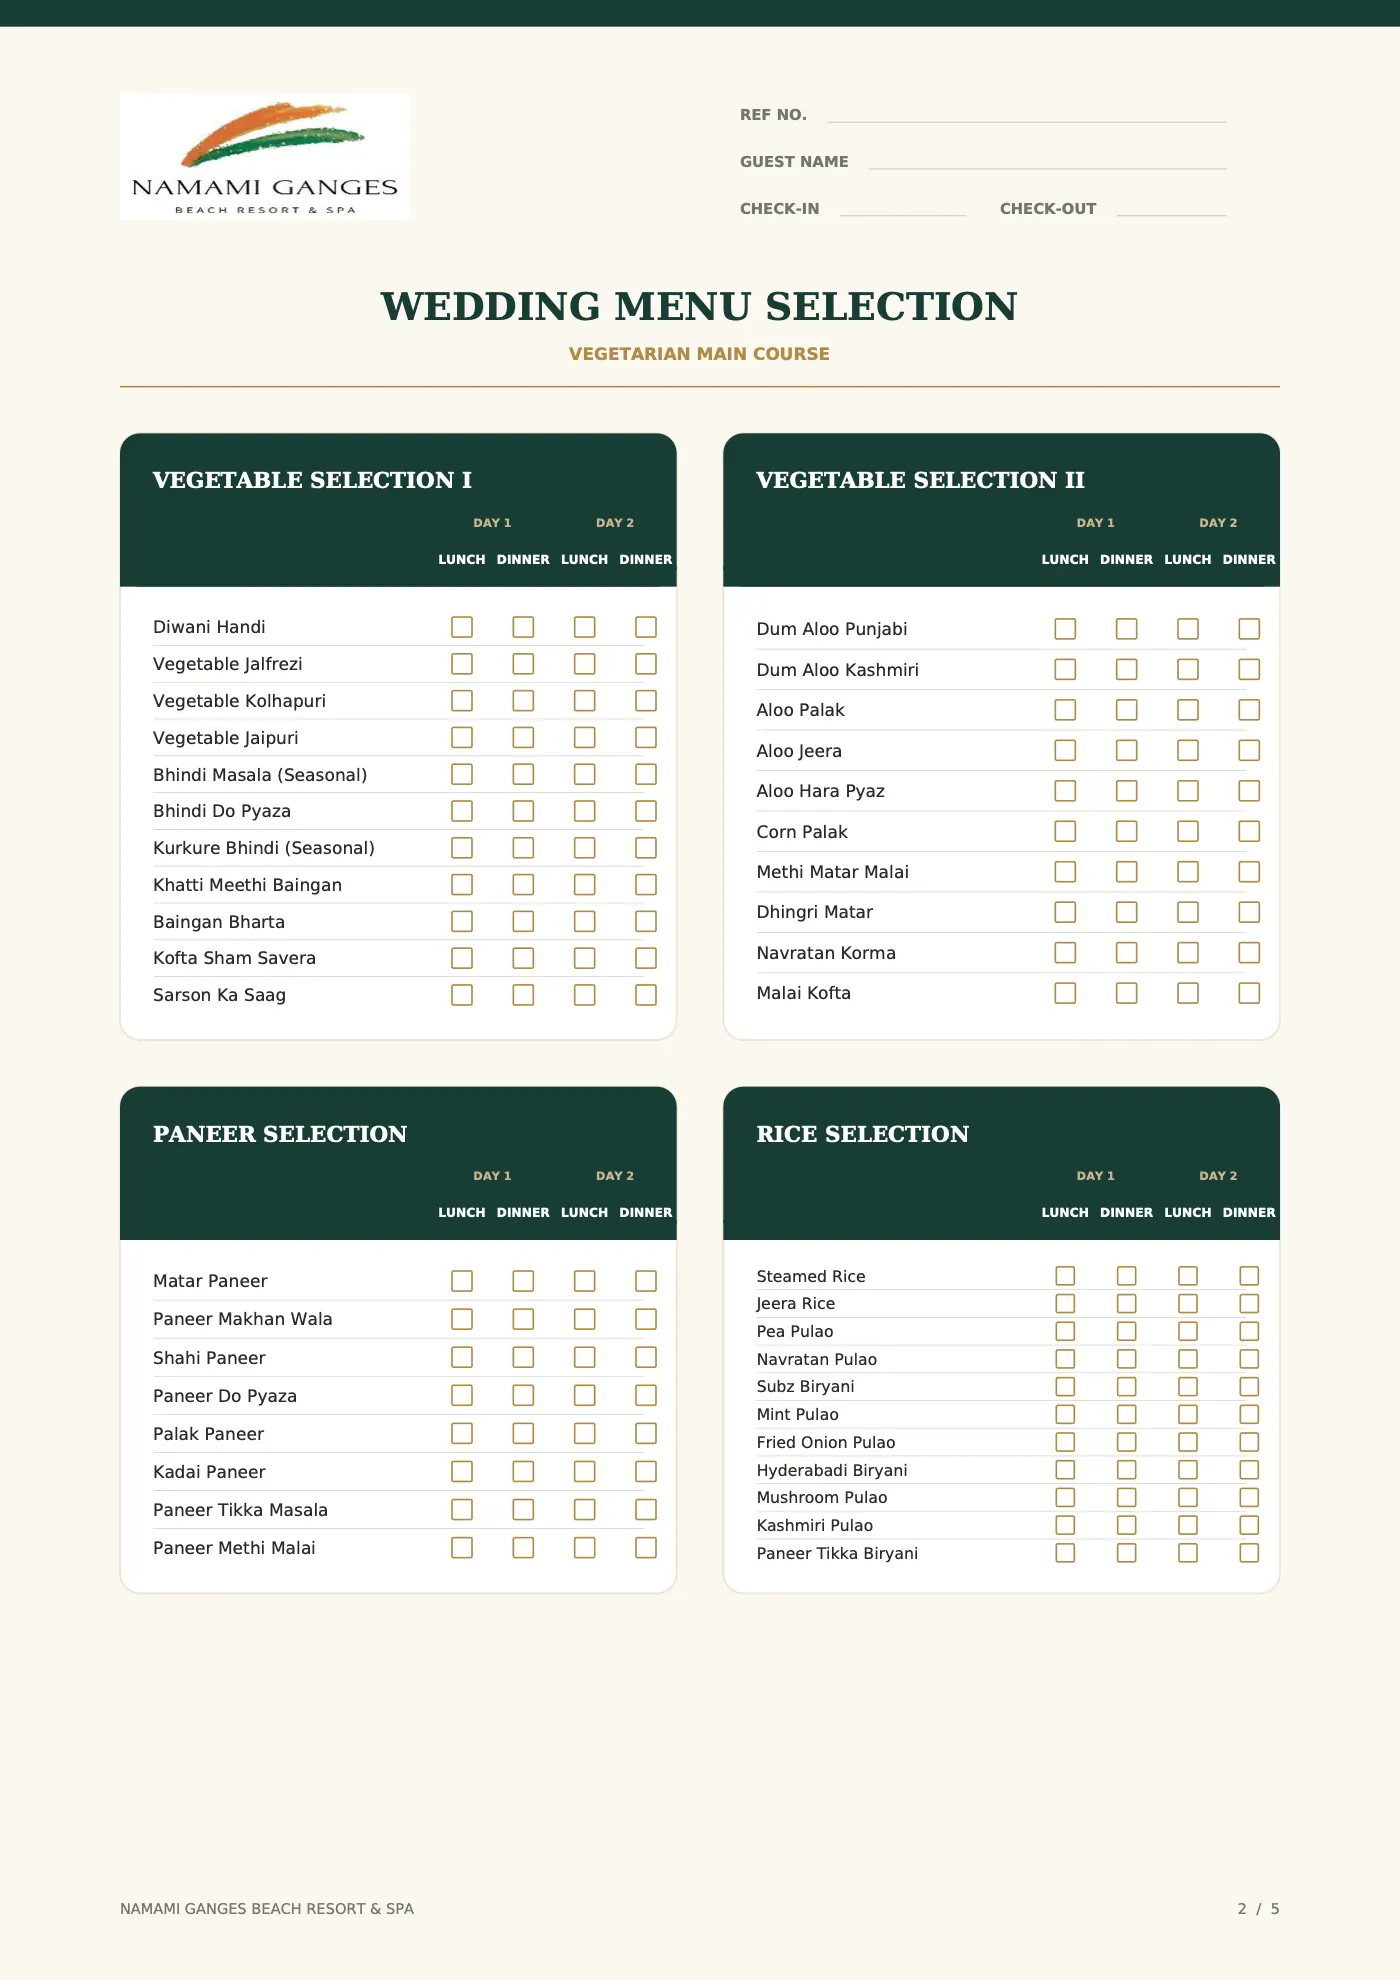 NAMAMI GANGES
BEACH RESORT & SPA
REF NO.
GUEST NAME
CHECK-IN CHECK-OUT
WEDDING MENU SELECTION
VEGETARIAN MAIN COURSE
VEGETABLE SELECTION I
DAY 1 DAY 2
LUNCH DINNER LUNCH DINNER
Diwani Handi
Vegetable Jalfrezi
Vegetable Kolhapuri
Vegetable Jaipuri
Bhindi Masala (Seasonal)
Bhindi Do Pyaza
Kurkure Bhindi (Seasonal)
Khatti Meethi Baingan
Baingan Bharta
Kofta Sham Savera
Sarson Ka Saag
VEGETABLE SELECTION II
DAY 1 DAY 2
LUNCH DINNER LUNCH DINNER
Dum Aloo Punjabi
Dum Aloo Kashmiri
Aloo Palak
Aloo Jeera
Aloo Hara Pyaz
Corn Palak
Methi Matar Malai
Dhingri Matar
Navratan Korma
Malai Kofta
PANEER SELECTION
DAY 1 DAY 2
LUNCH DINNER LUNCH DINNER
Matar Paneer
Paneer Makhan Wala
Shahi Paneer
Paneer Do Pyaza
Palak Paneer
Kadai Paneer
Paneer Tikka Masala
Paneer Methi Malai
RICE SELECTION
DAY 1 DAY 2
LUNCH DINNER LUNCH DINNER
Steamed Rice
Jeera Rice
Pea Pulao
Navratan Pulao
Subz Biryani
Mint Pulao
Fried Onion Pulao
Hyderabadi Biryani
Mushroom Pulao
Kashmiri Pulao
Paneer Tikka Biryani
NAMAMI GANGES BEACH RESORT & SPA
2 / 5